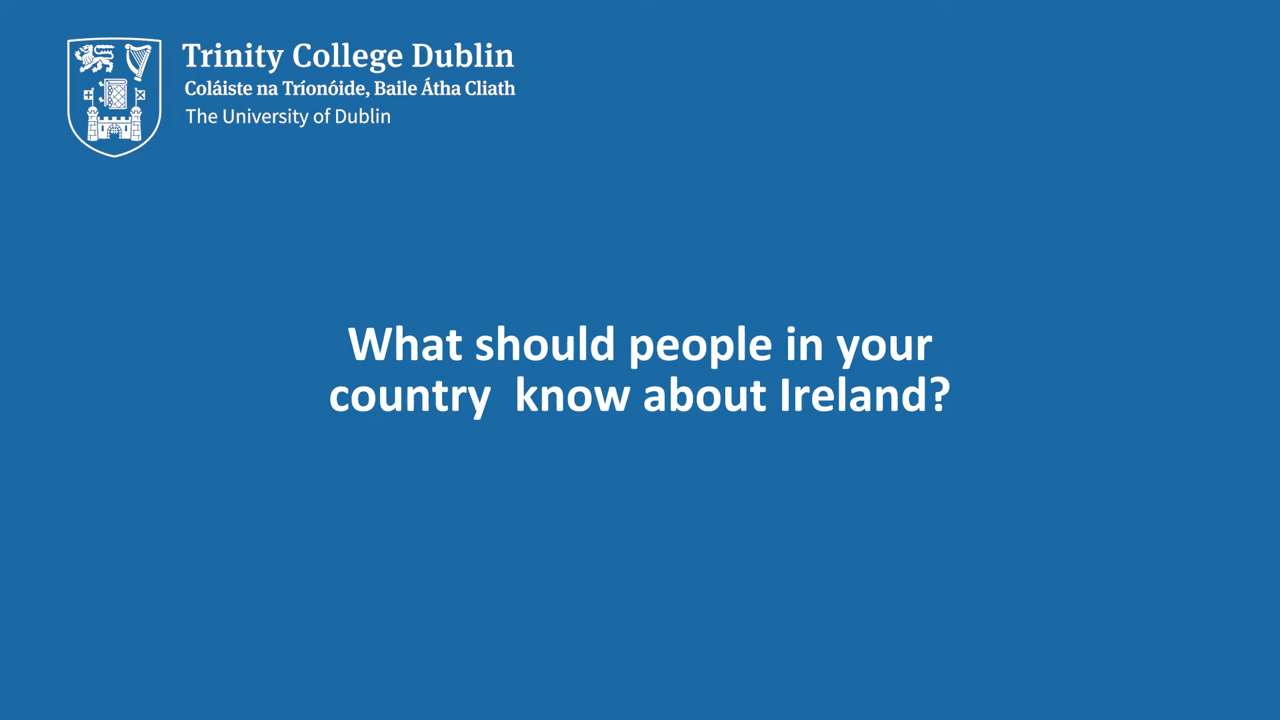 Trinity College Dublin
Coláiste na Tríonóide, Baile Átha Cliath
The University of Dublin
What should people in your
country  know about Ireland?